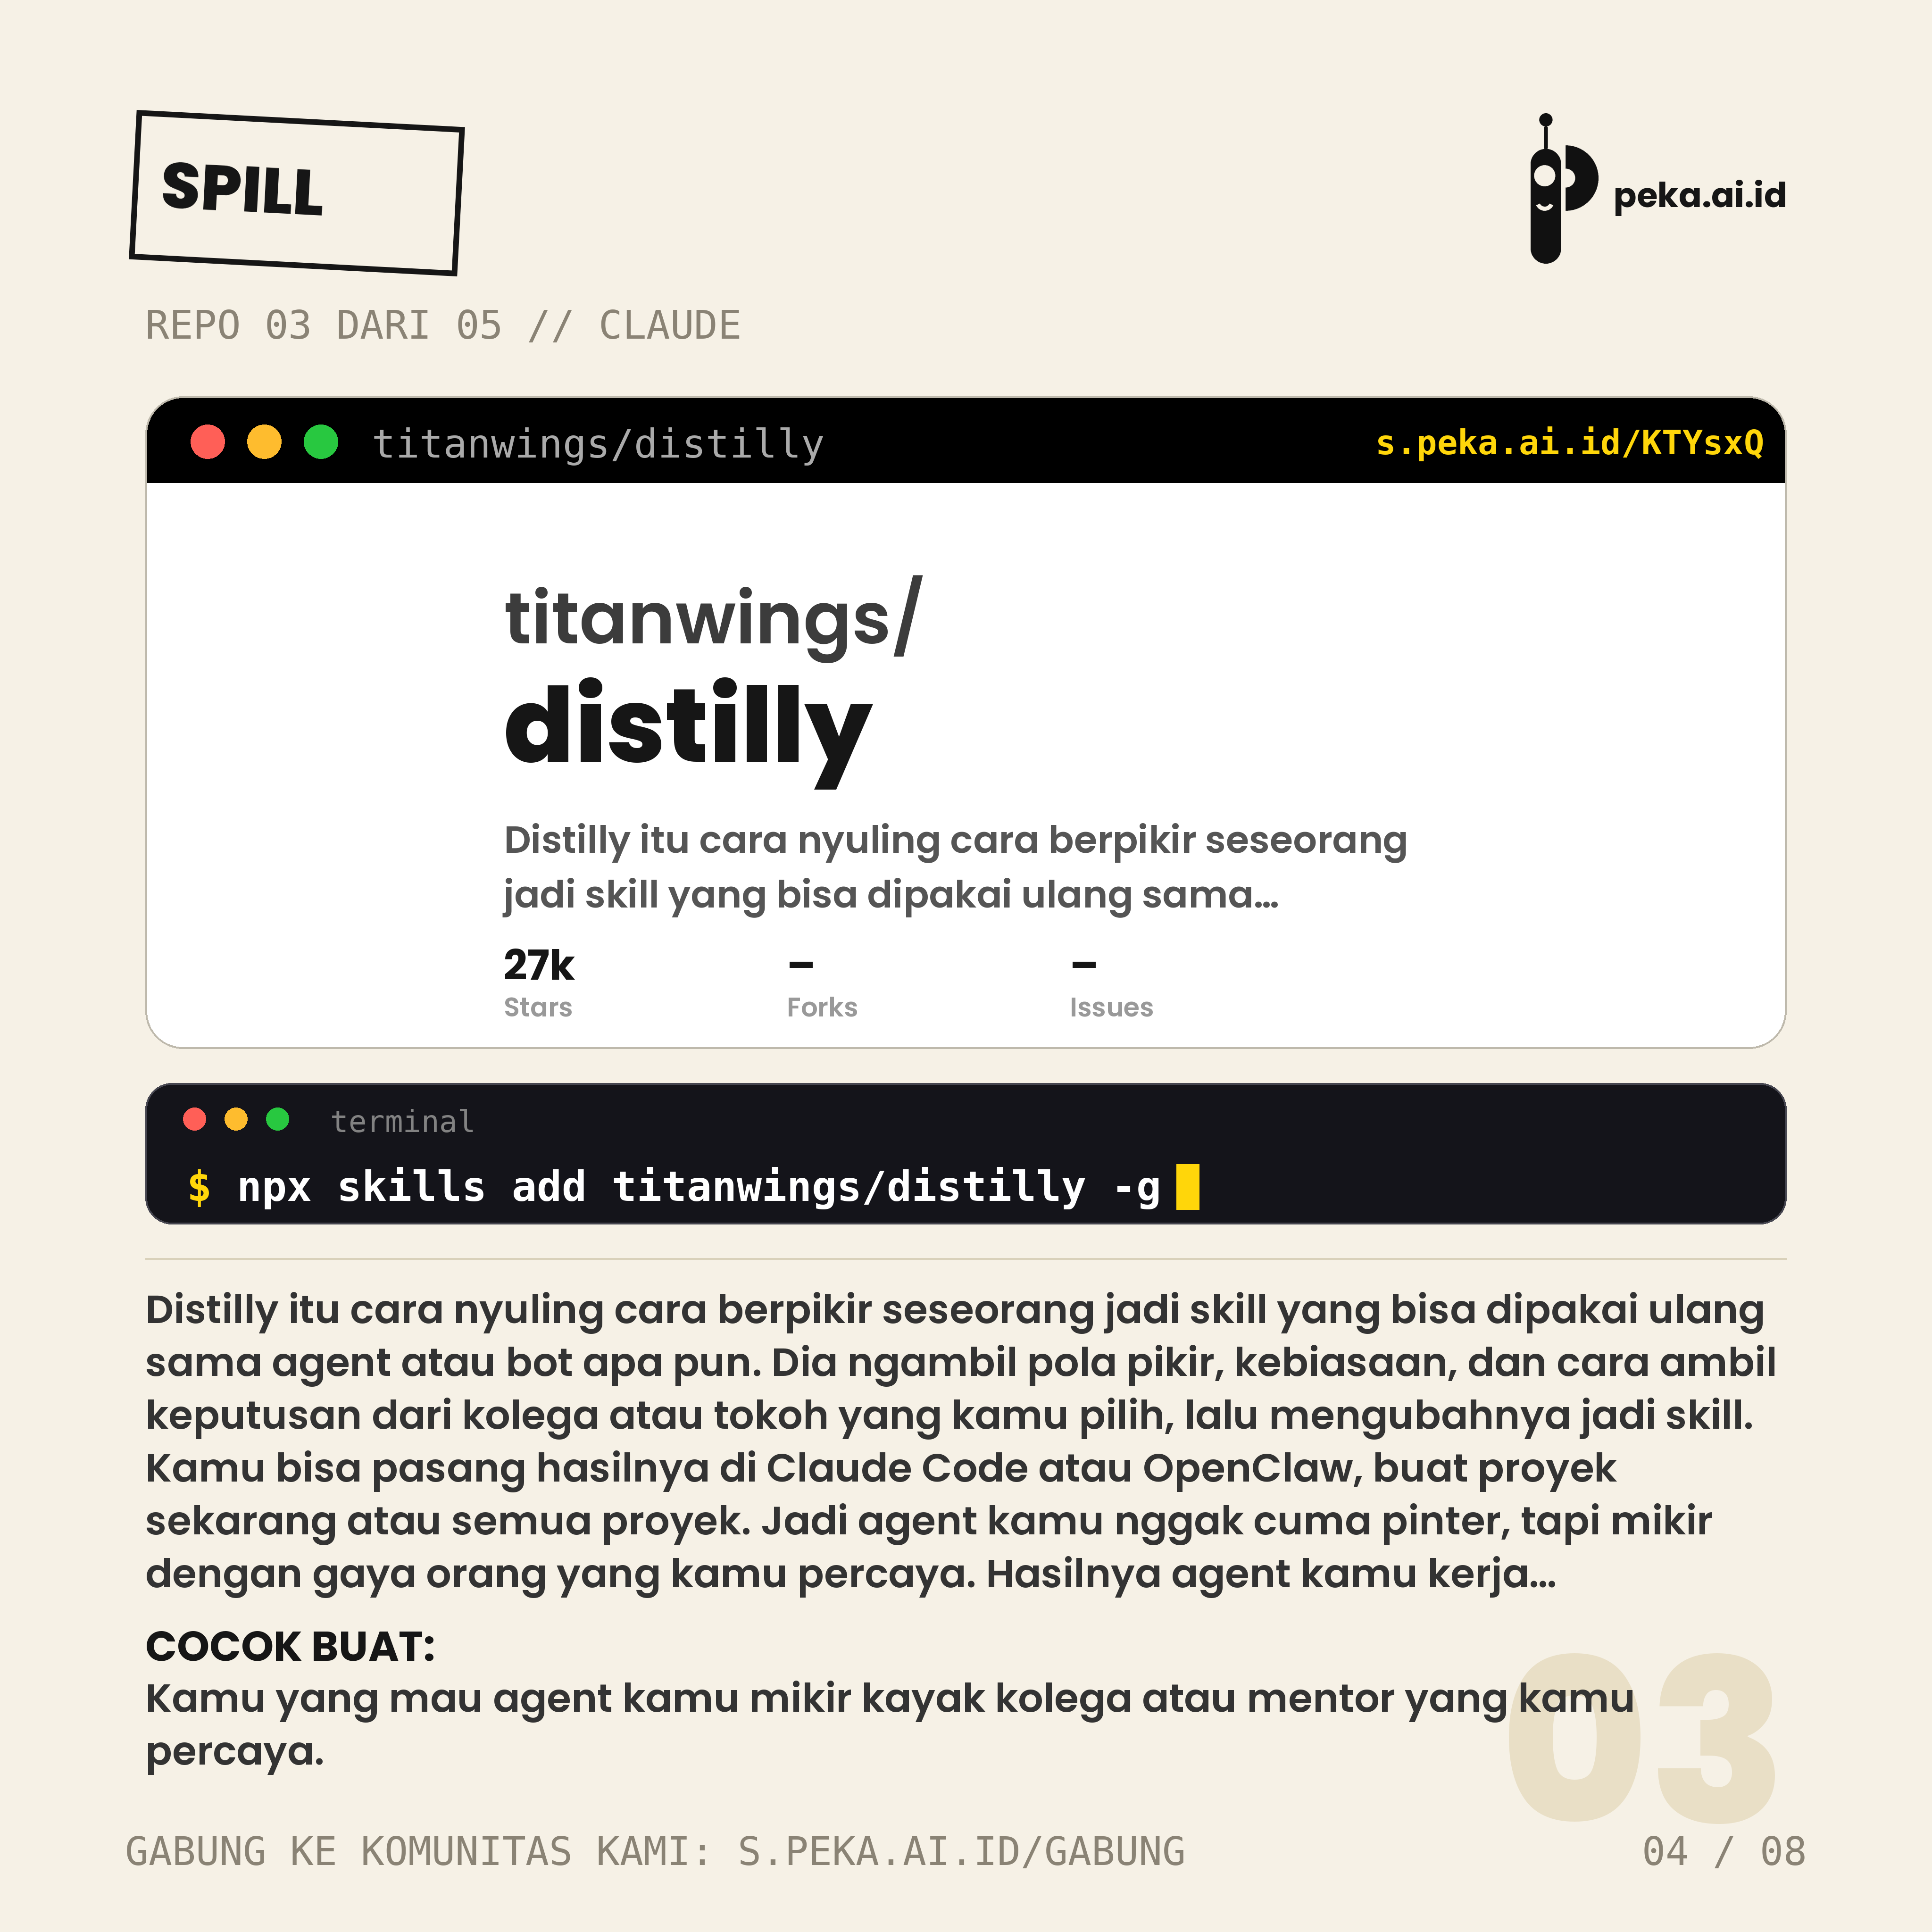 SPILL
peka.ai.id
REPO 03 DARI 05 // CLAUDE
titanwings/distilly
s.peka.ai.id/KTYsxQ
titanwings/
distilly
Distilly itu cara nyuling cara berpikir seseorang
jadi skill yang bisa dipakai ulang sama…
27k – –
Stars Forks Issues
terminal
$ npx skills add titanwings/distilly -g
Distilly itu cara nyuling cara berpikir seseorang jadi skill yang bisa dipakai ulang
sama agent atau bot apa pun. Dia ngambil pola pikir, kebiasaan, dan cara ambil
keputusan dari kolega atau tokoh yang kamu pilih, lalu mengubahnya jadi skill.
Kamu bisa pasang hasilnya di Claude Code atau OpenClaw, buat proyek
sekarang atau semua proyek. Jadi agent kamu nggak cuma pinter, tapi mikir
dengan gaya orang yang kamu percaya. Hasilnya agent kamu kerja…
COCOK BUAT:
Kamu yang mau agent kamu mikir kayak kolega atau mentor yang kamu
percaya.
03
GABUNG KE KOMUNITAS KAMI: S.PEKA.AI.ID/GABUNG
04 / 08